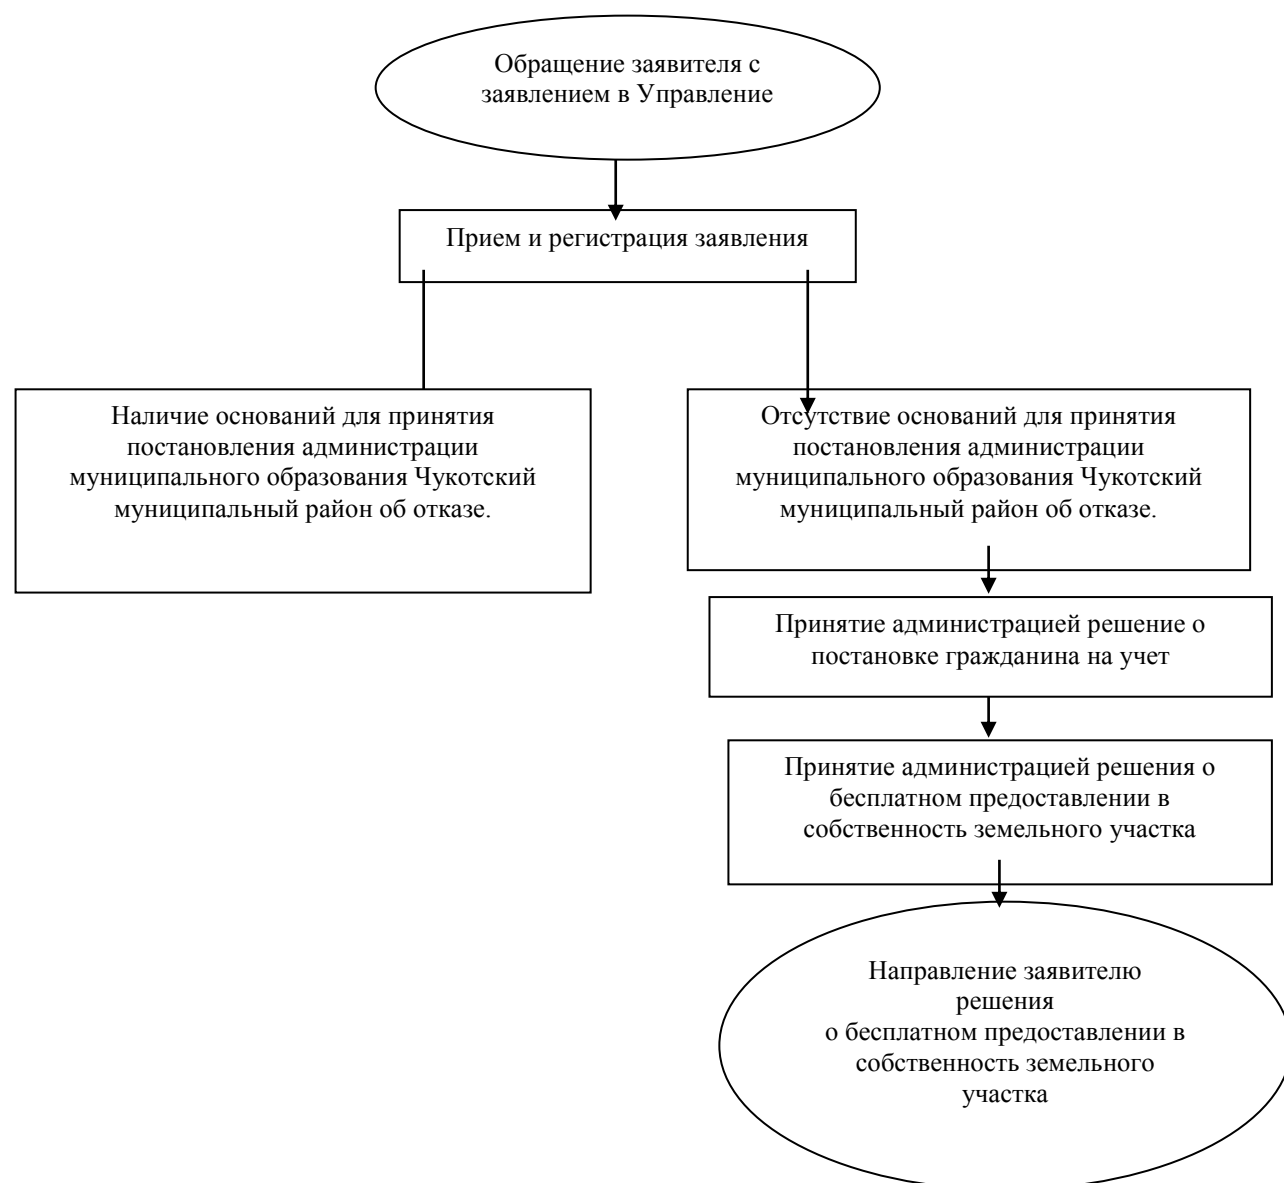 Обращение заявителя с
заявлением в Управление
Прием и регистрация заявления
Наличие оснований для принятия
постановления администрации
муниципального образования Чукотский
муниципальный район об отказе.
Отсутствие оснований для принятия
постановления администрации
муниципального образования Чукотский
муниципальный район об отказе.
Принятие администрацией решение о
постановке гражданина на учет
Принятие администрацией решения о
бесплатном предоставлении в
собственность земельного участка
Направление заявителю
решения
о бесплатном предоставлении в
собственность земельного
участка